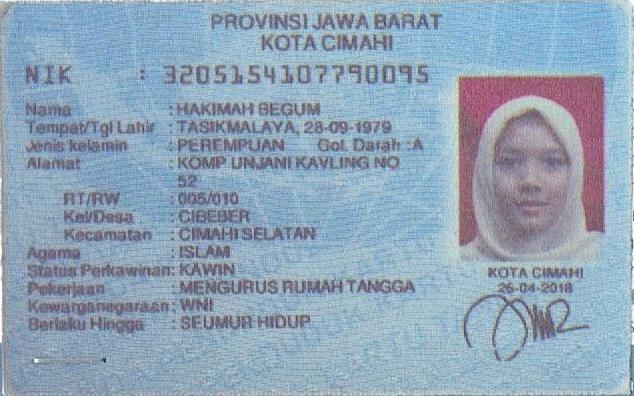 PROVINSI JAWA BARAT
KOTA CIMAHI
NIK : 3205154107790095
Nama : HAKIMAH BEGUM
Tempat/Tgl Lahir : TASIKMALAYA, 28-09-1979
Jenis kelamin : PEREMPUAN Gol. Darah :A
Alamat : KOMP UNJANI KAVLING NO
52
RT/RW : 005/010
Kel/Desa : CIBEBER
Kecamatan : CIMAHI SELATAN
Agama : ISLAM
Status Perkawinan: KAWIN
Pekerjaan : MENGURUS RUMAH TANGGA
Kewarganegaraan: WNI
Berlaku Hingga : SEUMUR HIDUP
KOTA CIMAHI
26-04-2018